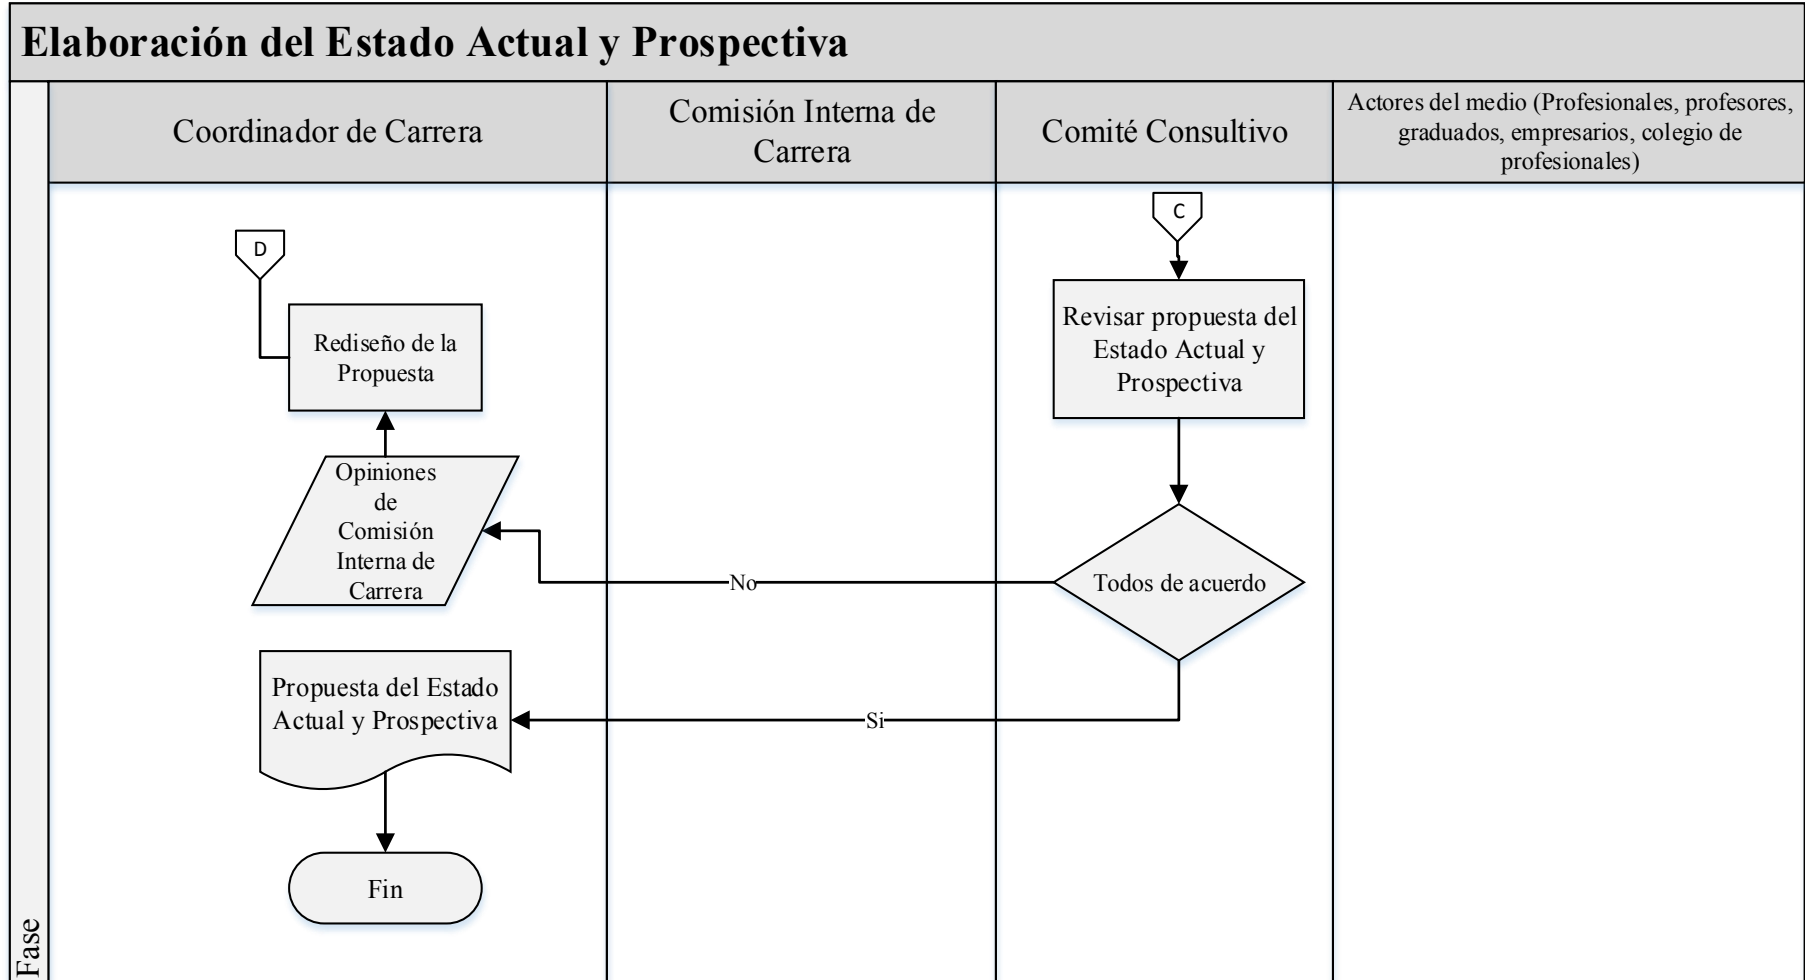 Elaboración del Estado Actual y Prospectiva
Coordinador de Carrera
Comisión Interna de
Carrera
Comité Consultivo
Actores del medio (Profesionales, profesores,
graduados, empresarios, colegio de
profesionales)
C
D
Revisar propuesta del
Estado Actual y
Prospectiva
Rediseño de la
Propuesta
Opiniones
de
Comisión
Interna de
Carrera
No
Todos de acuerdo
Propuesta del Estado
Actual y Prospectiva
Si
Fin
Fase